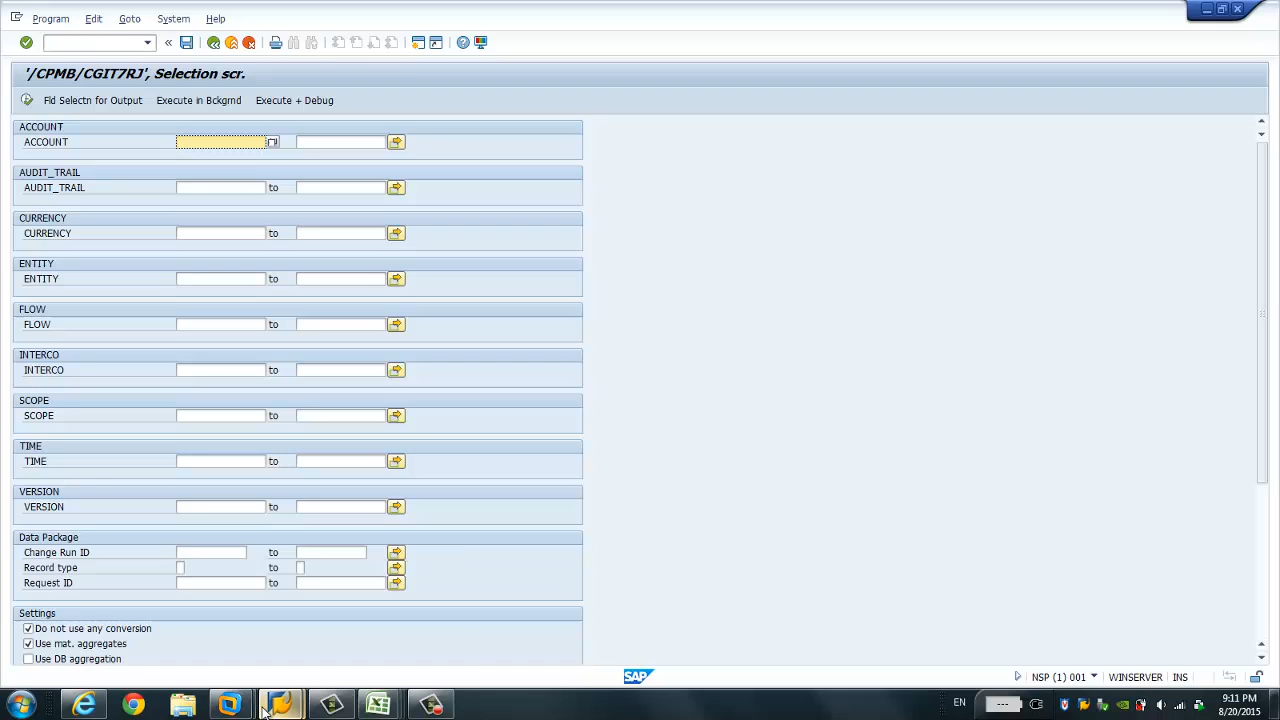 Program Edit Goto System Help
'/CPMB/CGIT7RJ', Selection scr.
Fld Selectn for Output Execute in Bckgrnd Execute + Debug
ACCOUNT
ACCOUNT
AUDIT_TRAIL
AUDIT_TRAIL to
CURRENCY
CURRENCY to
ENTITY
ENTITY to
FLOW
FLOW to
INTERCO
INTERCO to
SCOPE
SCOPE to
TIME
TIME to
VERSION
VERSION to
Data Package
Change Run ID to
Record type to
Request ID to
Settings
Do not use any conversion
Use mat. aggregates
Use DB aggregation
SAP NSP (1) 001 WINSERVER INS
EN --- 9:11 PM
8/20/2015